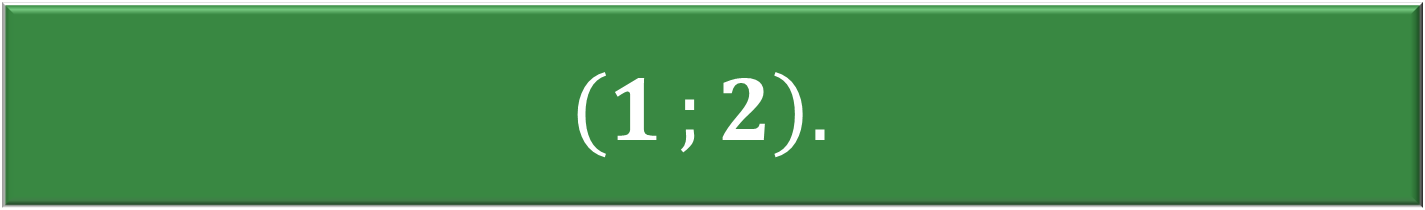 (1 ; 2).